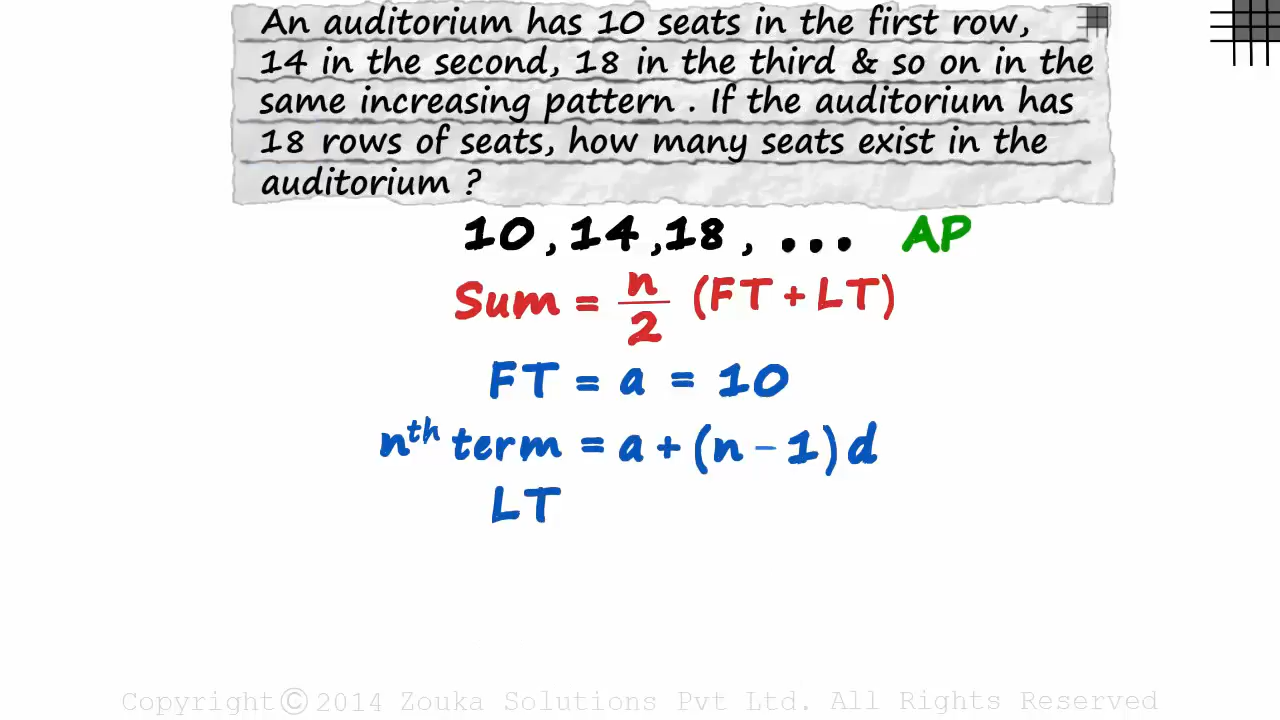 An auditorium has 10 seats in the first row,
14 in the second, 18 in the third & so on in the
same increasing pattern . If the auditorium has
18 rows of seats, how many seats exist in the
auditorium ?
10 , 14 , 18 , ... AP
Sum = n/2 (FT + LT)
FT = a = 10
nth term = a + (n - 1) d
LT
Copyright© 2014 Zouka Solutions Pvt Ltd. All Rights Reserved